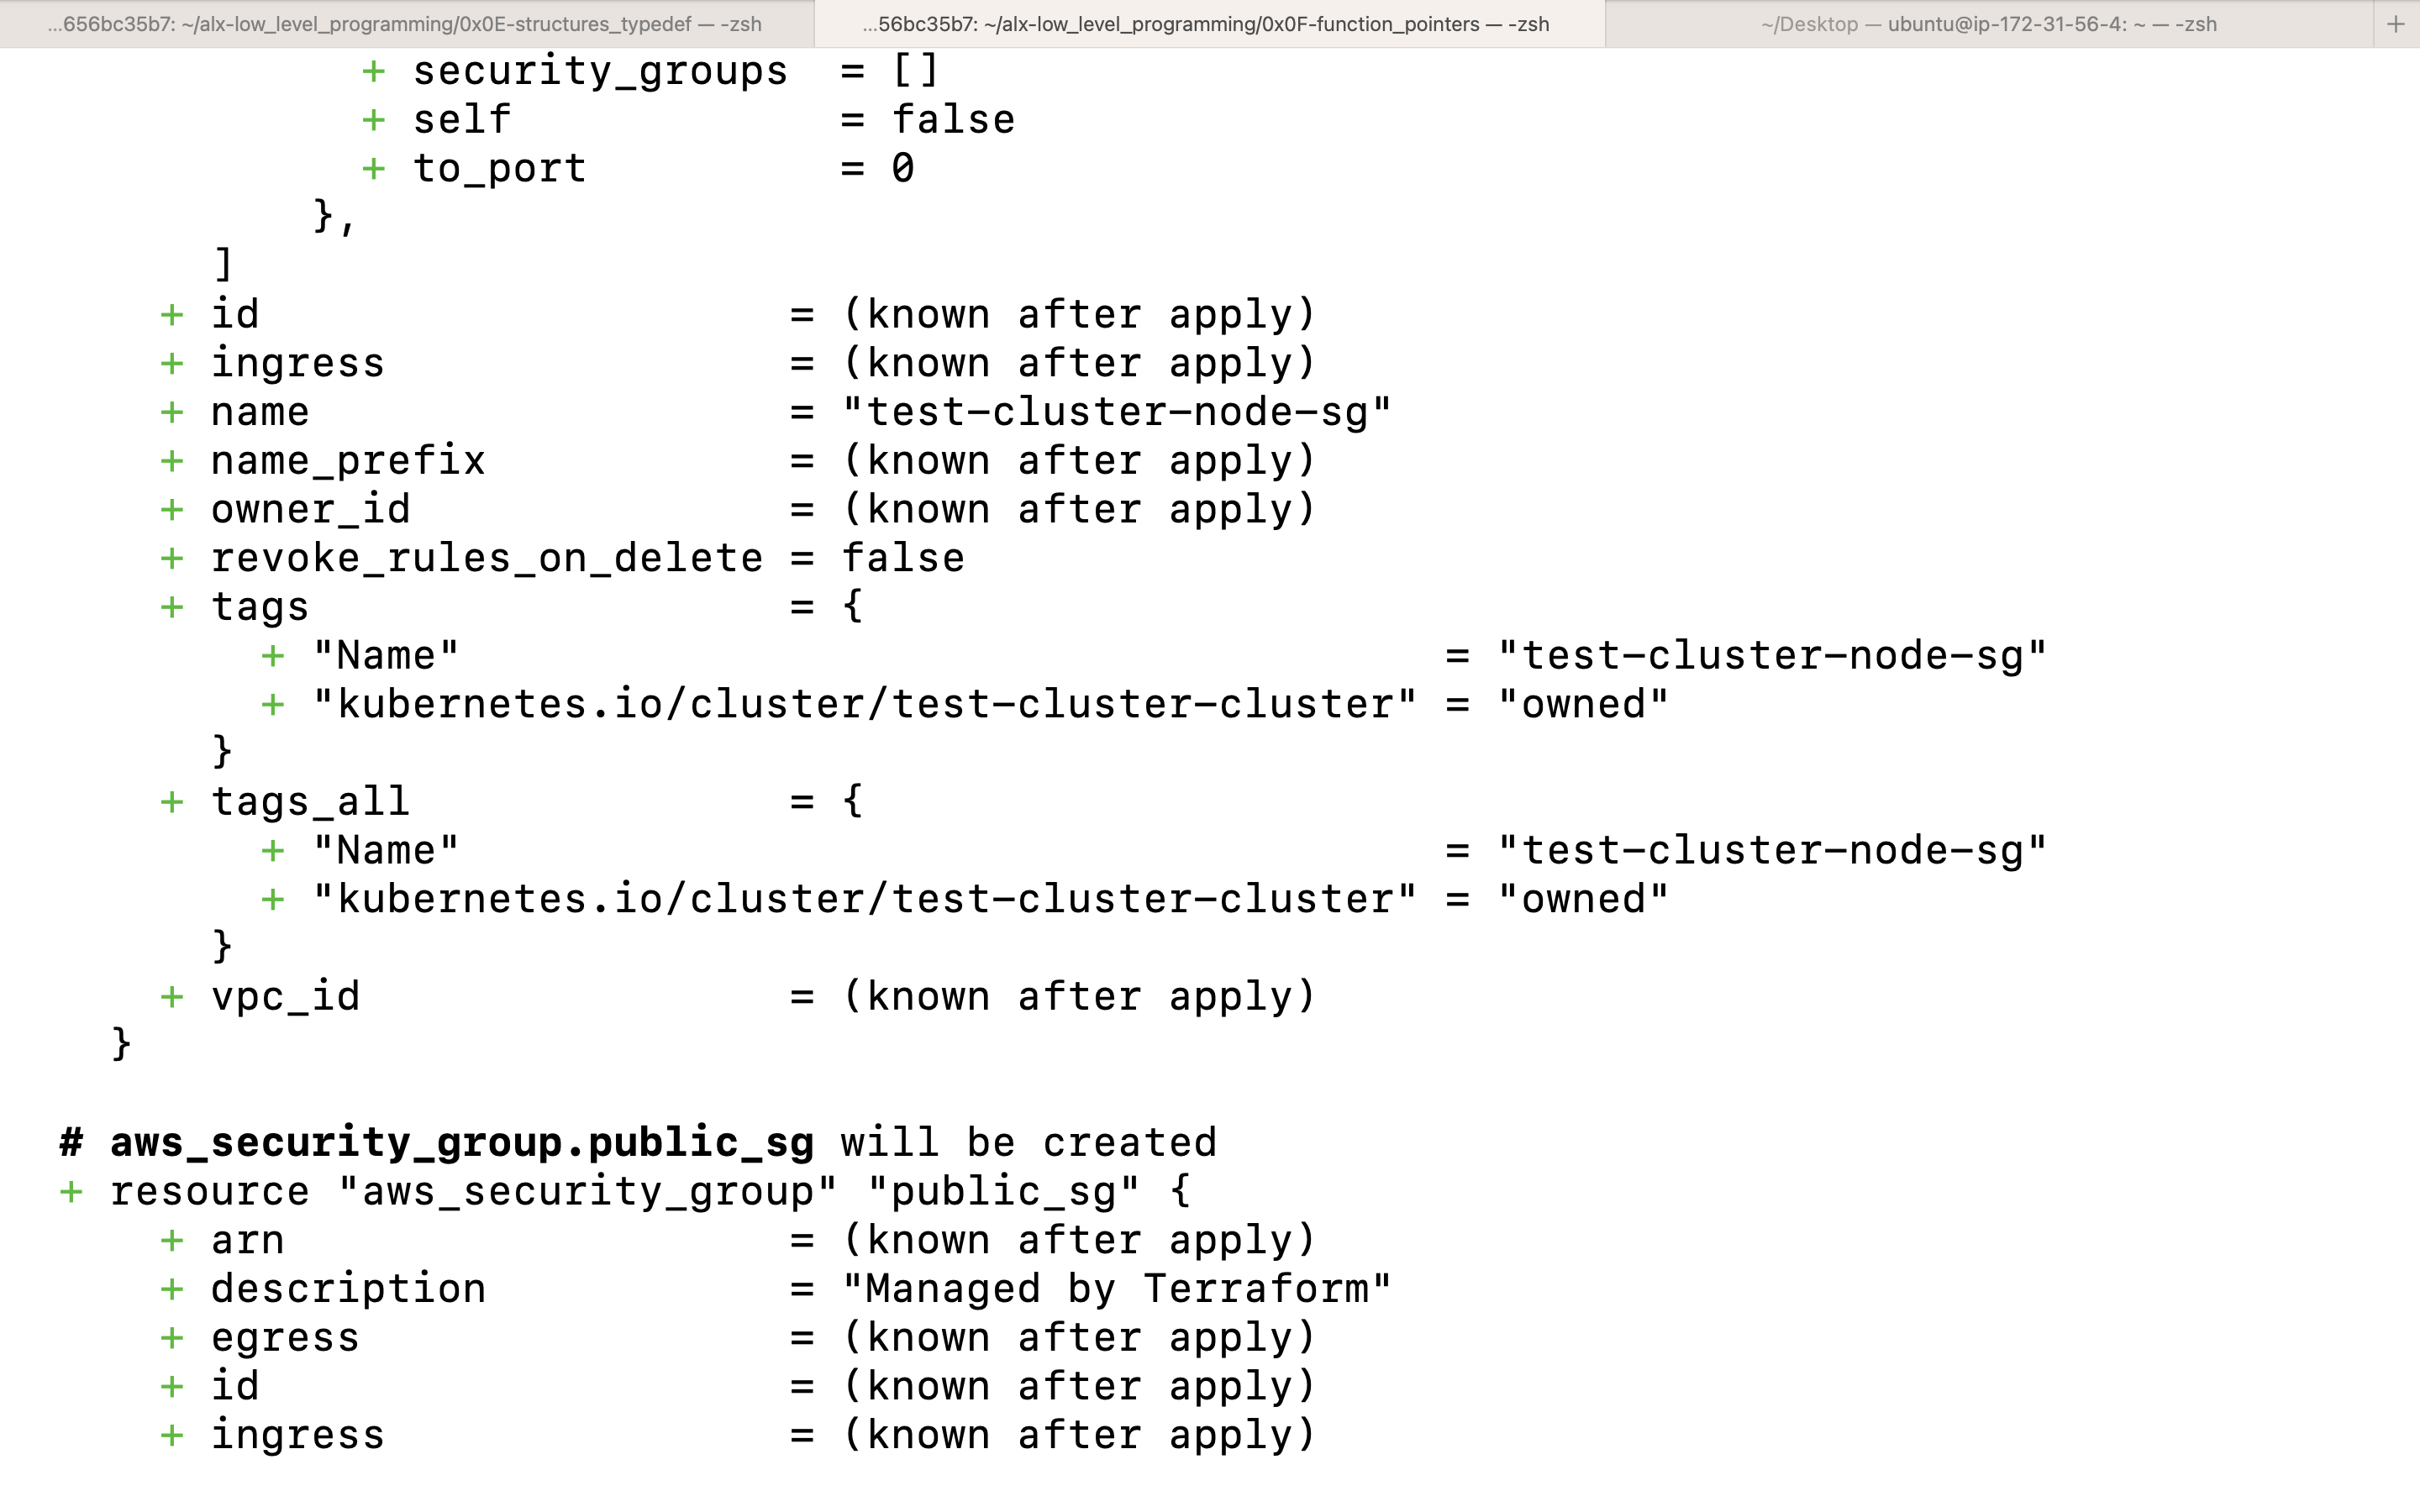 ...656bc35b7: ~/alx-low_level_programming/0x0E-structures_typedef — -zsh
...56bc35b7: ~/alx-low_level_programming/0x0F-function_pointers — -zsh
~/Desktop — ubuntu@ip-172-31-56-4: ~ — -zsh
+
+ security_groups = []
+ self = false
+ to_port = 0
},
]
+ id = (known after apply)
+ ingress = (known after apply)
+ name = "test-cluster-node-sg"
+ name_prefix = (known after apply)
+ owner_id = (known after apply)
+ revoke_rules_on_delete = false
+ tags = {
+ "Name" = "test-cluster-node-sg"
+ "kubernetes.io/cluster/test-cluster-cluster" = "owned"
}
+ tags_all = {
+ "Name" = "test-cluster-node-sg"
+ "kubernetes.io/cluster/test-cluster-cluster" = "owned"
}
+ vpc_id = (known after apply)
}
# aws_security_group.public_sg will be created
+ resource "aws_security_group" "public_sg" {
+ arn = (known after apply)
+ description = "Managed by Terraform"
+ egress = (known after apply)
+ id = (known after apply)
+ ingress = (known after apply)